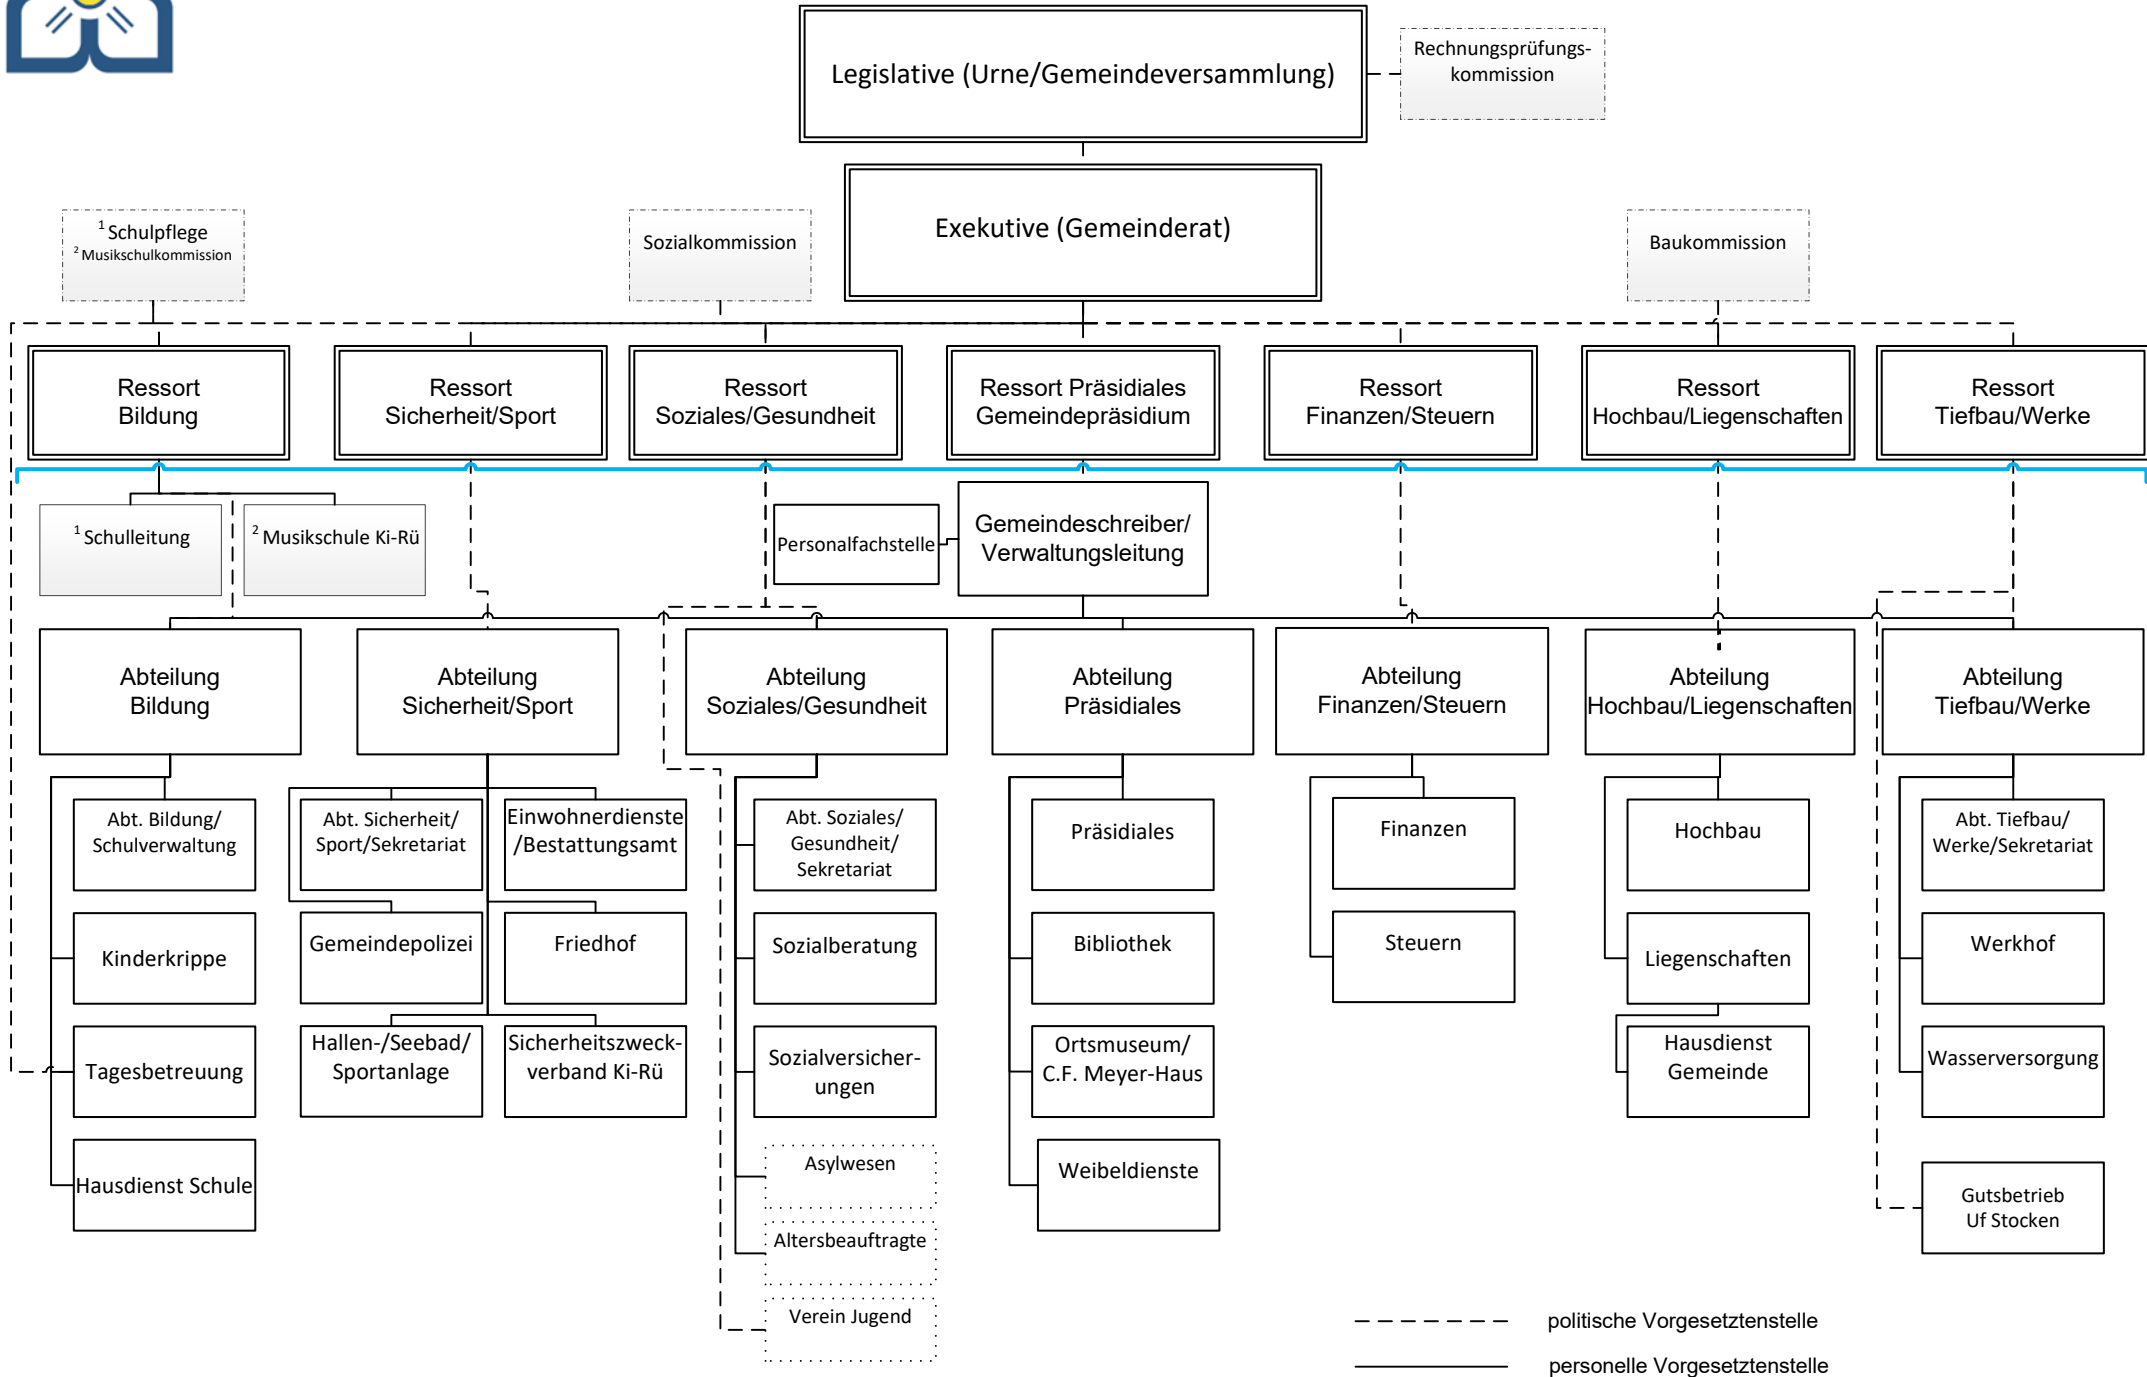 Legislative (Urne/Gemeindeversammlung)
Rechnungsprüfungs-
kommission
Exekutive (Gemeinderat)
1 Schulpflege
2 Musikschulkommission
Sozialkommission
Baukommission
Ressort
Bildung
Ressort
Sicherheit/Sport
Ressort
Soziales/Gesundheit
Ressort Präsidiales
Gemeindepräsidium
Ressort
Finanzen/Steuern
Ressort
Hochbau/Liegenschaften
Ressort
Tiefbau/Werke
1 Schulleitung
2 Musikschule Ki-Rü
Personalfachstelle
Gemeindeschreiber/
Verwaltungsleitung
Abteilung
Bildung
Abteilung
Sicherheit/Sport
Abteilung
Soziales/Gesundheit
Abteilung
Präsidiales
Abteilung
Finanzen/Steuern
Abteilung
Hochbau/Liegenschaften
Abteilung
Tiefbau/Werke
Abt. Bildung/
Schulverwaltung
Abt. Sicherheit/
Sport/Sekretariat
Einwohnerdienste
/Bestattungsamt
Abt. Soziales/
Gesundheit/
Sekretariat
Präsidiales
Finanzen
Hochbau
Abt. Tiefbau/
Werke/Sekretariat
Kinderkrippe
Gemeindepolizei
Friedhof
Sozialberatung
Bibliothek
Steuern
Liegenschaften
Werkhof
Tagesbetreuung
Hallen-/Seebad/
Sportanlage
Sicherheitszweck-
verband Ki-Rü
Sozialversicher-
ungen
Ortsmuseum/
C.F. Meyer-Haus
Hausdienst
Gemeinde
Wasserversorgung
Hausdienst Schule
Asylwesen
Weibeldienste
Gutsbetrieb
Uf Stocken
Altersbeauftragte
Verein Jugend
politische Vorgesetztenstelle
personelle Vorgesetztenstelle